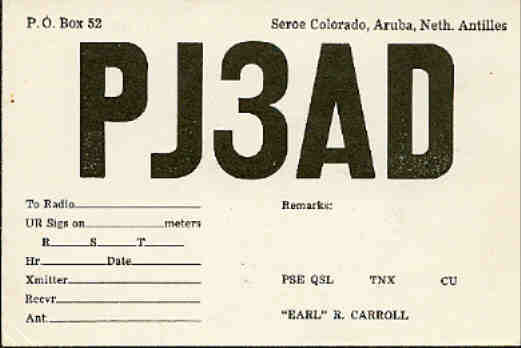 P. O. Box 52 Seroe Colorado, Aruba, Neth. Antilles
PJ3AD
To Radio
UR Sigs on meters
R S T
Hr. Date
Xmitter
Recvr.
Ant.
Remarks:
PSE QSL TNX CU
"EARL" R. CARROLL